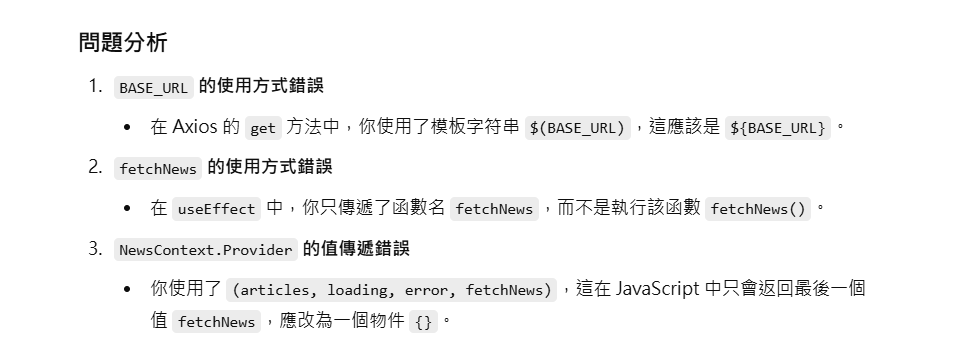 問題分析
1. BASE_URL 的使用方式錯誤
• 在 Axios 的 get 方法中，你使用了模板字符串 $(BASE_URL)，這應該是 ${BASE_URL}。
2. fetchNews 的使用方式錯誤
• 在 useEffect 中，你只傳遞了函數名 fetchNews，而不是執行該函數 fetchNews()。
3. NewsContext.Provider 的值傳遞錯誤
• 你使用了 (articles, loading, error, fetchNews)，這在 JavaScript 中只會返回最後一個
值 fetchNews，應改為一個物件 {}。